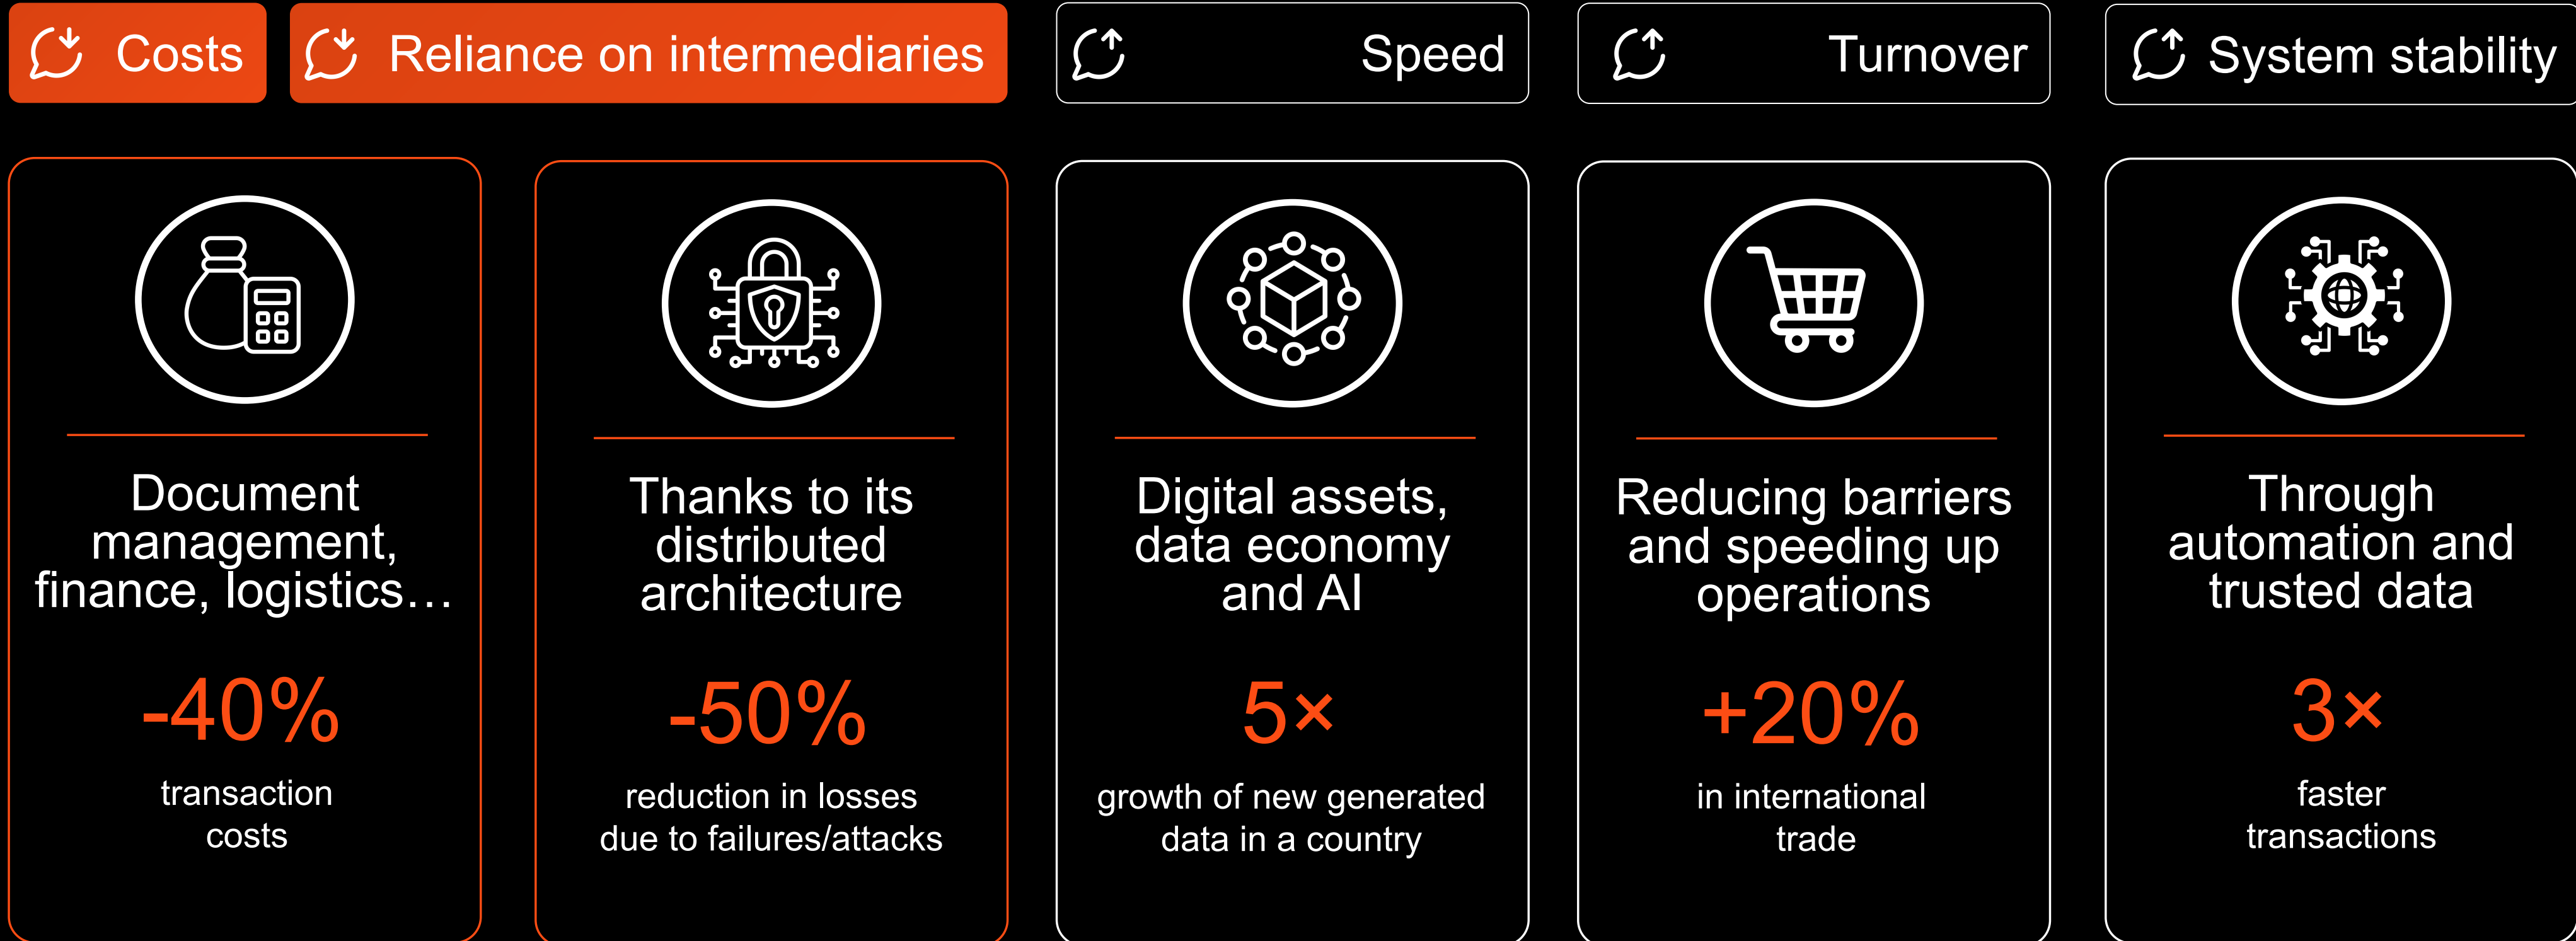 Costs
Reliance on intermediaries
Speed
Turnover
System stability
Document
management,
finance, logistics…
-40%
transaction
costs
Thanks to its
distributed
architecture
-50%
reduction in losses
due to failures/attacks
Digital assets,
data economy
and AI
5×
growth of new generated
data in a country
Reducing barriers
and speeding up
operations
+20%
in international
trade
Through
automation and
trusted data
3×
faster
transactions